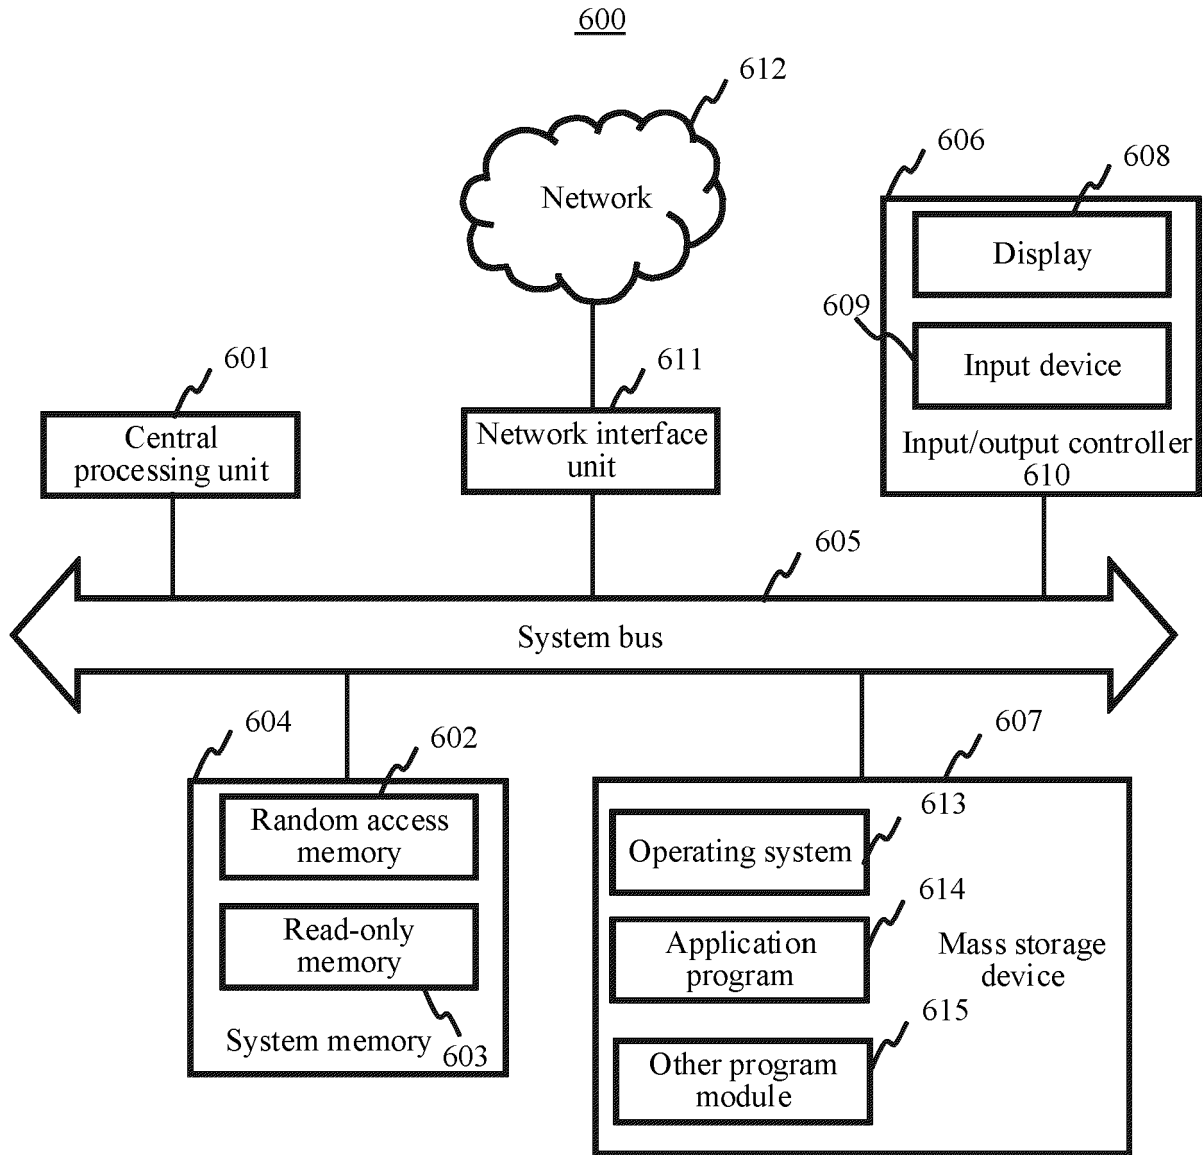 600
612
Network
606
608
Display
609
Input device
Input/output controller
610
601
Central
processing unit
611
Network interface
unit
605
System bus
604
602
Random access
memory
Read-only
memory
System memory
603
607
613
Operating system
614
Application
program
Mass storage
device
615
Other program
module